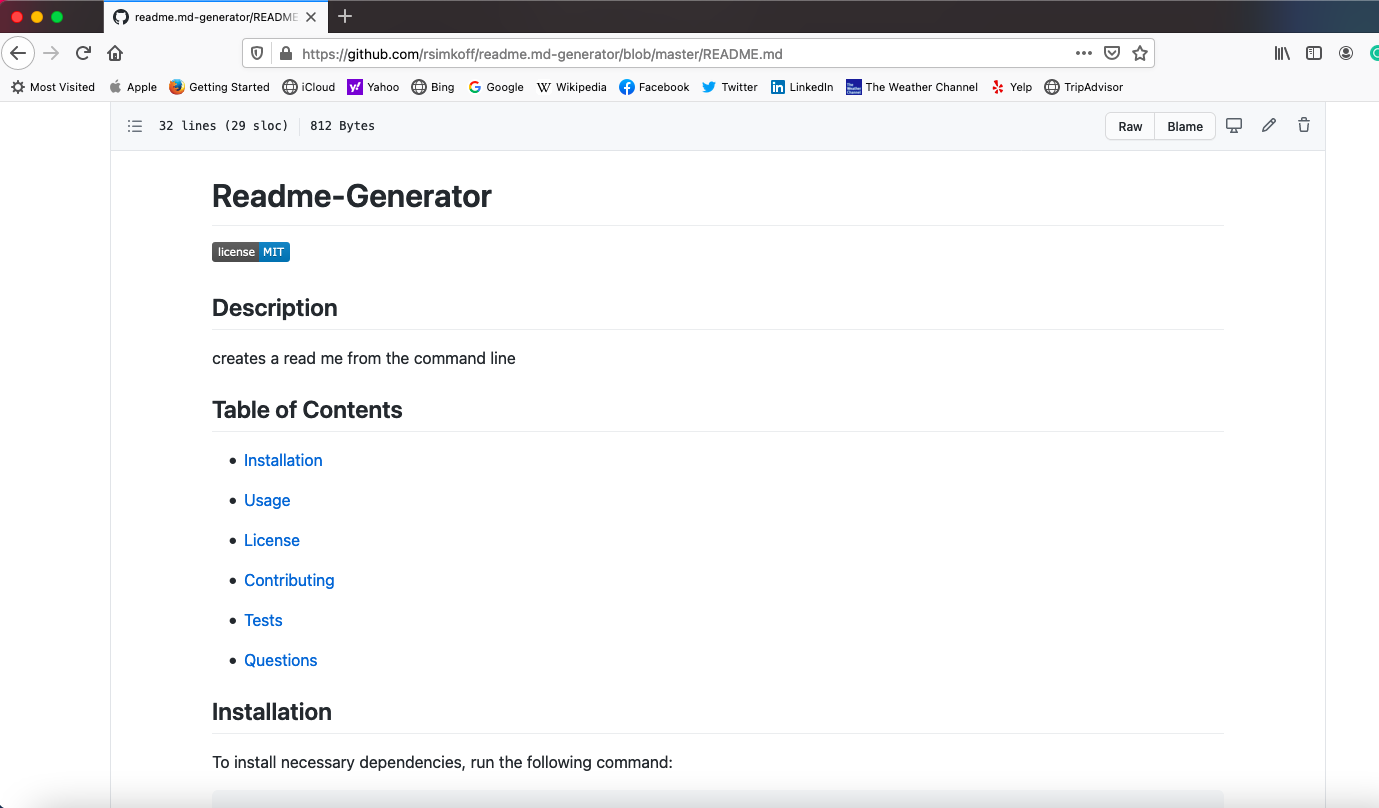 readme.md-generator/README
https://github.com/rsimkoff/readme.md-generator/blob/master/README.md
Most Visited Apple Getting Started iCloud Yahoo Bing Google Wikipedia Facebook Twitter LinkedIn The Weather Channel Yelp TripAdvisor
32 lines (29 sloc) 812 Bytes Raw Blame
Readme-Generator
license MIT
Description
creates a read me from the command line
Table of Contents
• Installation
• Usage
• License
• Contributing
• Tests
• Questions
Installation
To install necessary dependencies, run the following command: